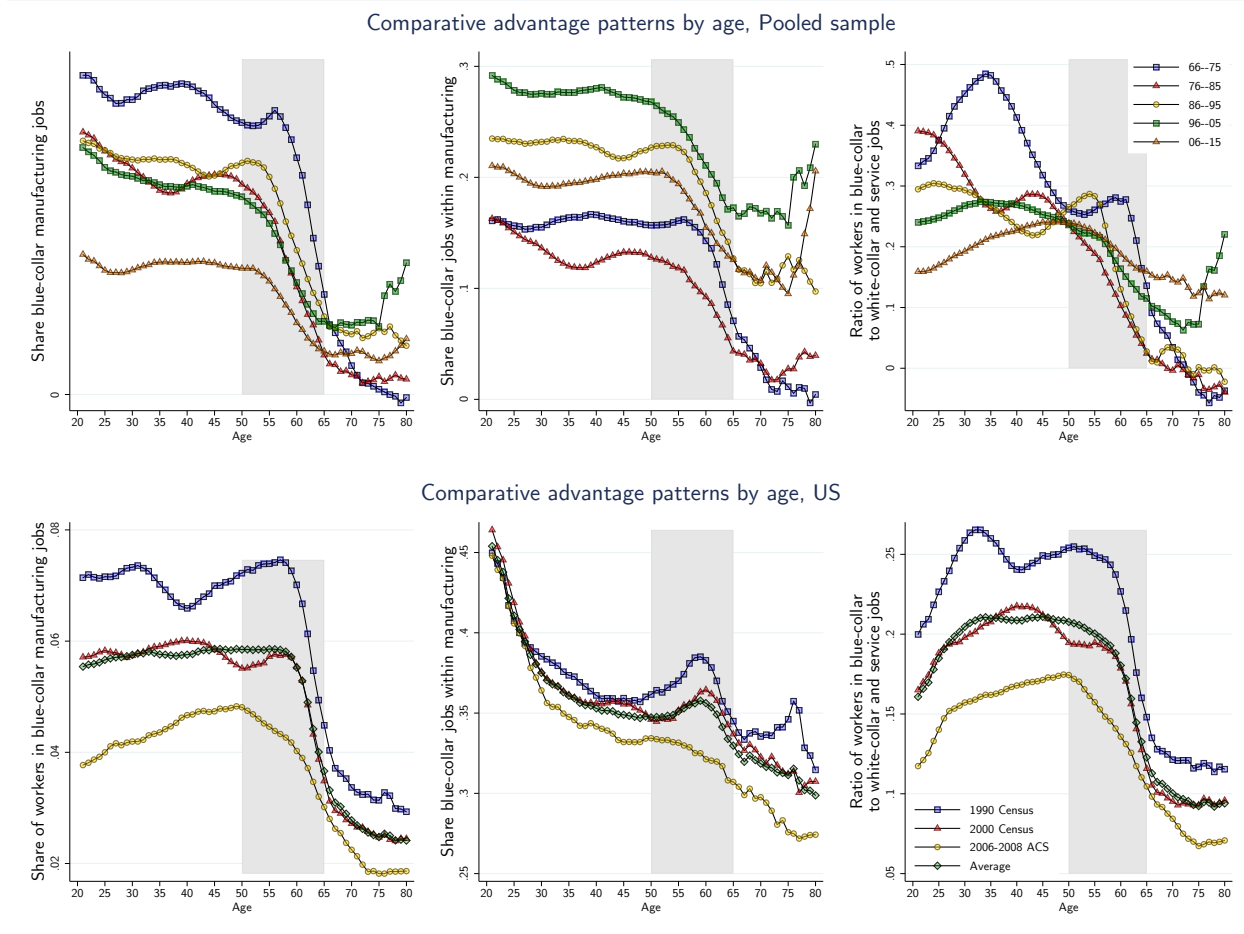 Comparative advantage patterns by age, Pooled sample
Share blue-collar manufacturing jobs
0
20 25 30 35 40 45 50 55 60 65 70 75 80
Age
Share blue-collar jobs within manufacturing
.3
.2
.1
0
20 25 30 35 40 45 50 55 60 65 70 75 80
Age
Ratio of workers in blue-collar
to white-collar and service jobs
.5
.4
.3
.2
.1
0
20 25 30 35 40 45 50 55 60 65 70 75 80
Age
66--75
76--85
86--95
96--05
06--15
Comparative advantage patterns by age, US
Share of workers in blue-collar manufacturing jobs
.08
.06
.04
.02
20 25 30 35 40 45 50 55 60 65 70 75 80
Age
Share blue-collar jobs within manufacturing
.45
.4
.35
.3
.25
20 25 30 35 40 45 50 55 60 65 70 75 80
Age
Ratio of workers in blue-collar
to white-collar and service jobs
.25
.2
.15
.1
.05
20 25 30 35 40 45 50 55 60 65 70 75 80
Age
1990 Census
2000 Census
2006-2008 ACS
Average